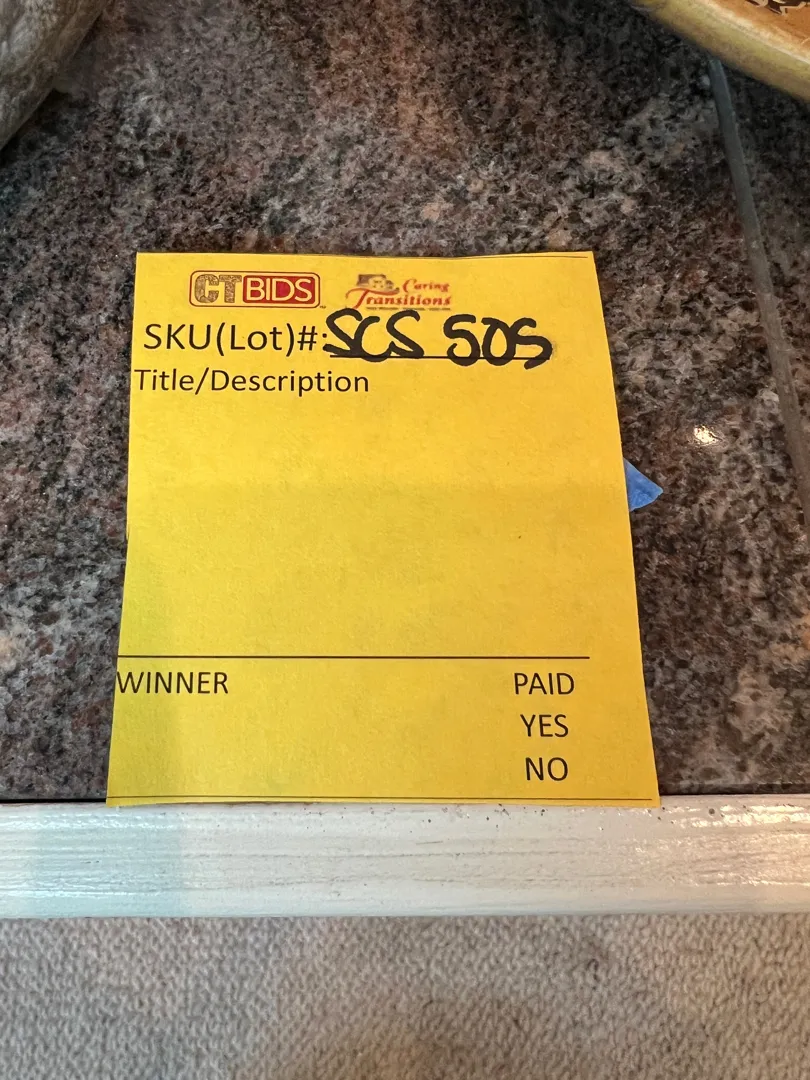 CTBIDS
Caring
Transitions
SKU(Lot)#: SCS 505
Title/Description
WINNER
PAID
YES
NO